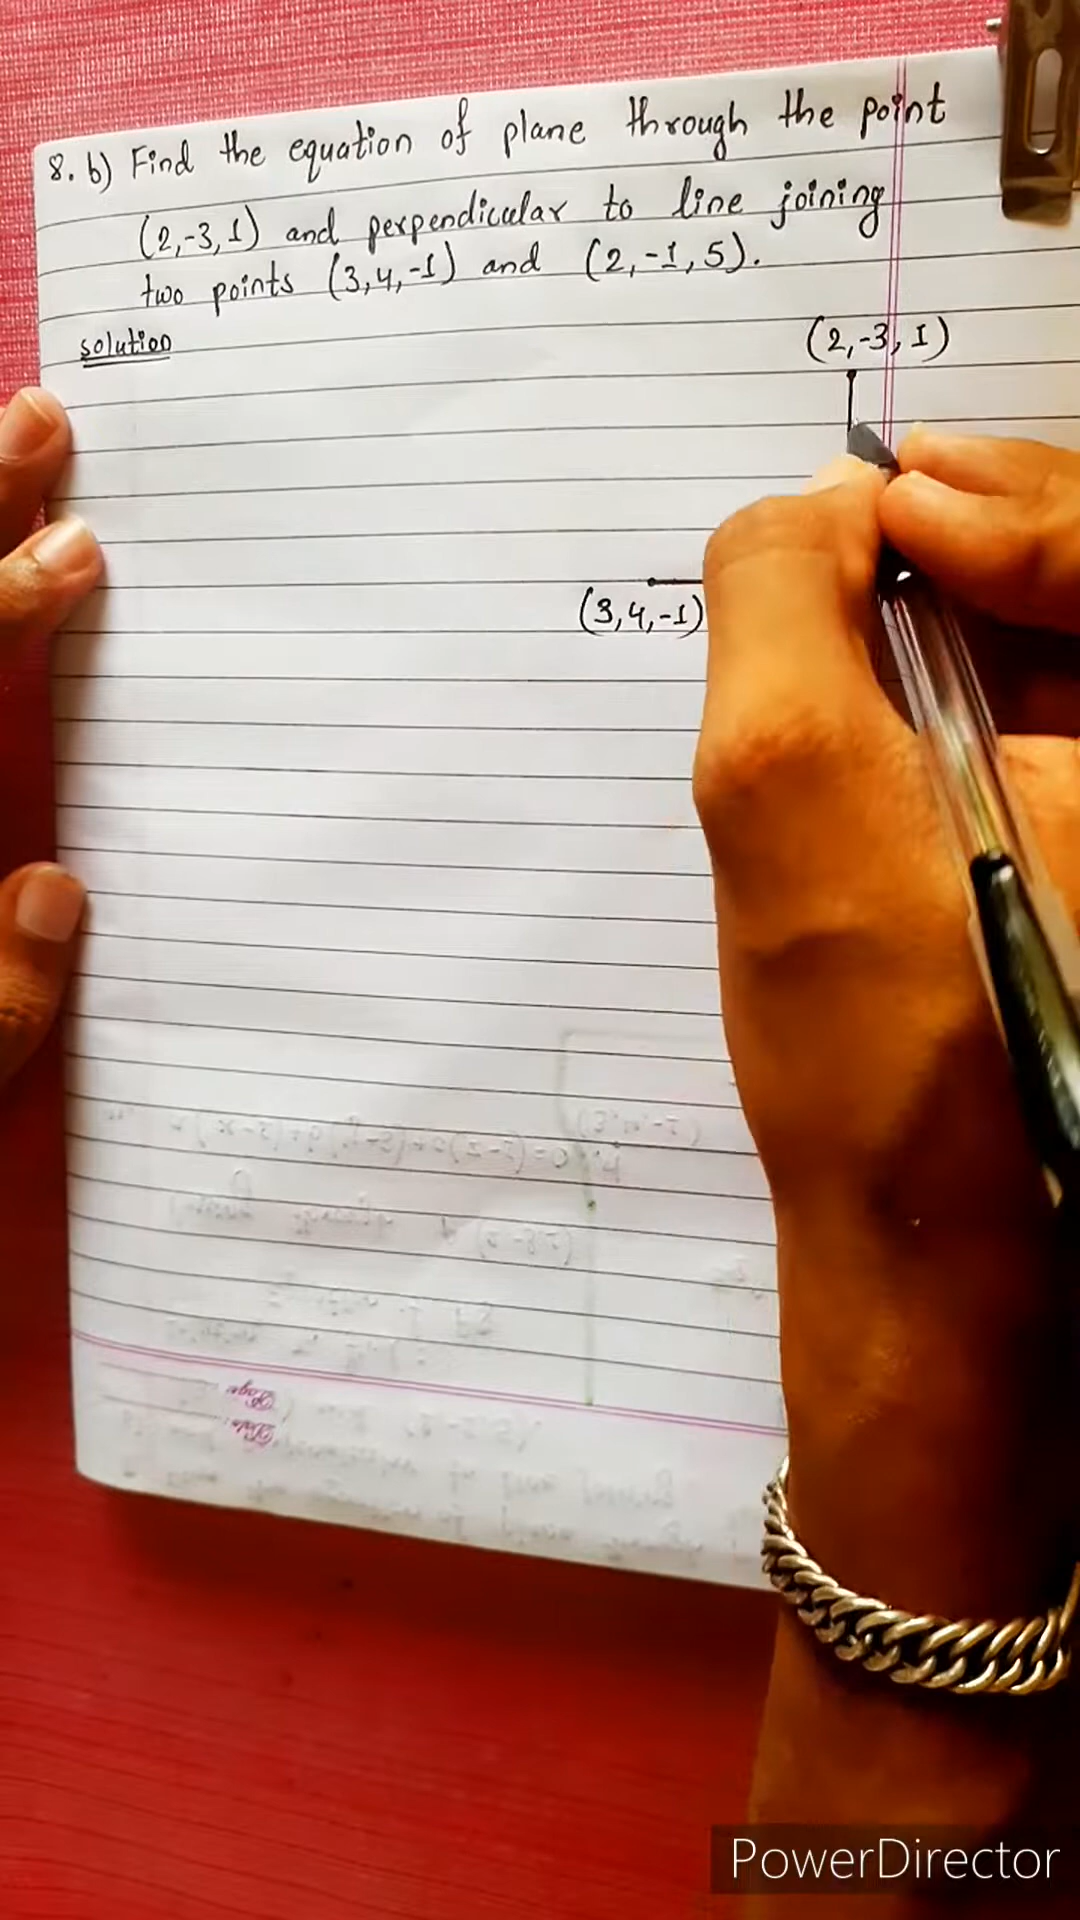 8. b) Find the equation of plane through the point
(2,-3,1) and perpendicular to line joining
two points (3,4,-1) and (2,-1,5).
solution
(2,-3,1)
(3,4,-1)
PowerDirector